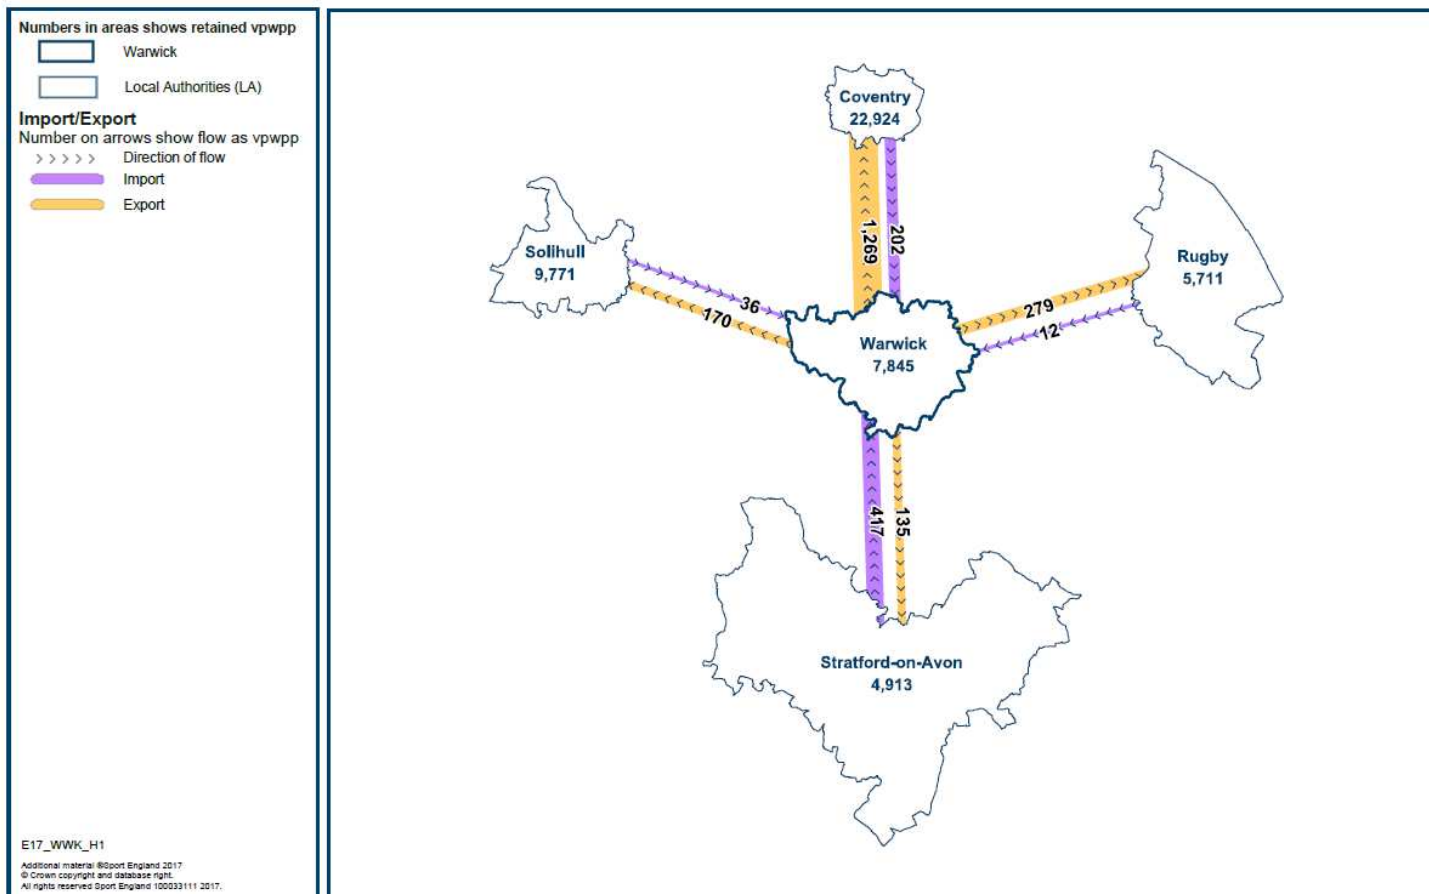 Numbers in areas shows retained vpwpp
Warwick
Local Authorities (LA)
Import/Export
Number on arrows show flow as vpwpp
Direction of flow
Import
Export
E17_WWK_H1
Additional material ©Sport England 2017
© Crown copyright and database right.
All rights reserved Sport England 100033111 2017.
Coventry
22,924
1,269
202
Solihull
9,771
36
170
Rugby
5,711
279
12
Warwick
7,845
417
135
Stratford-on-Avon
4,913